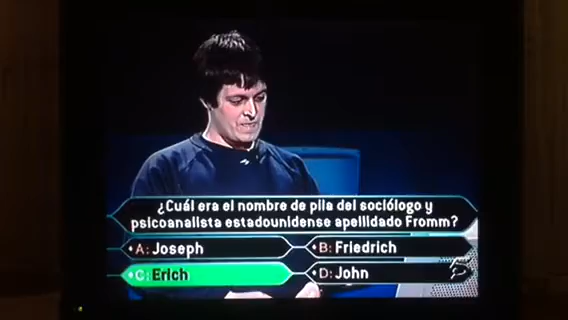 ¿Cuál era el nombre de pila del sociólogo y
psicoanalista estadounidense apellidado Fromm?
A: Joseph
B: Friedrich
C: Erich
D: John